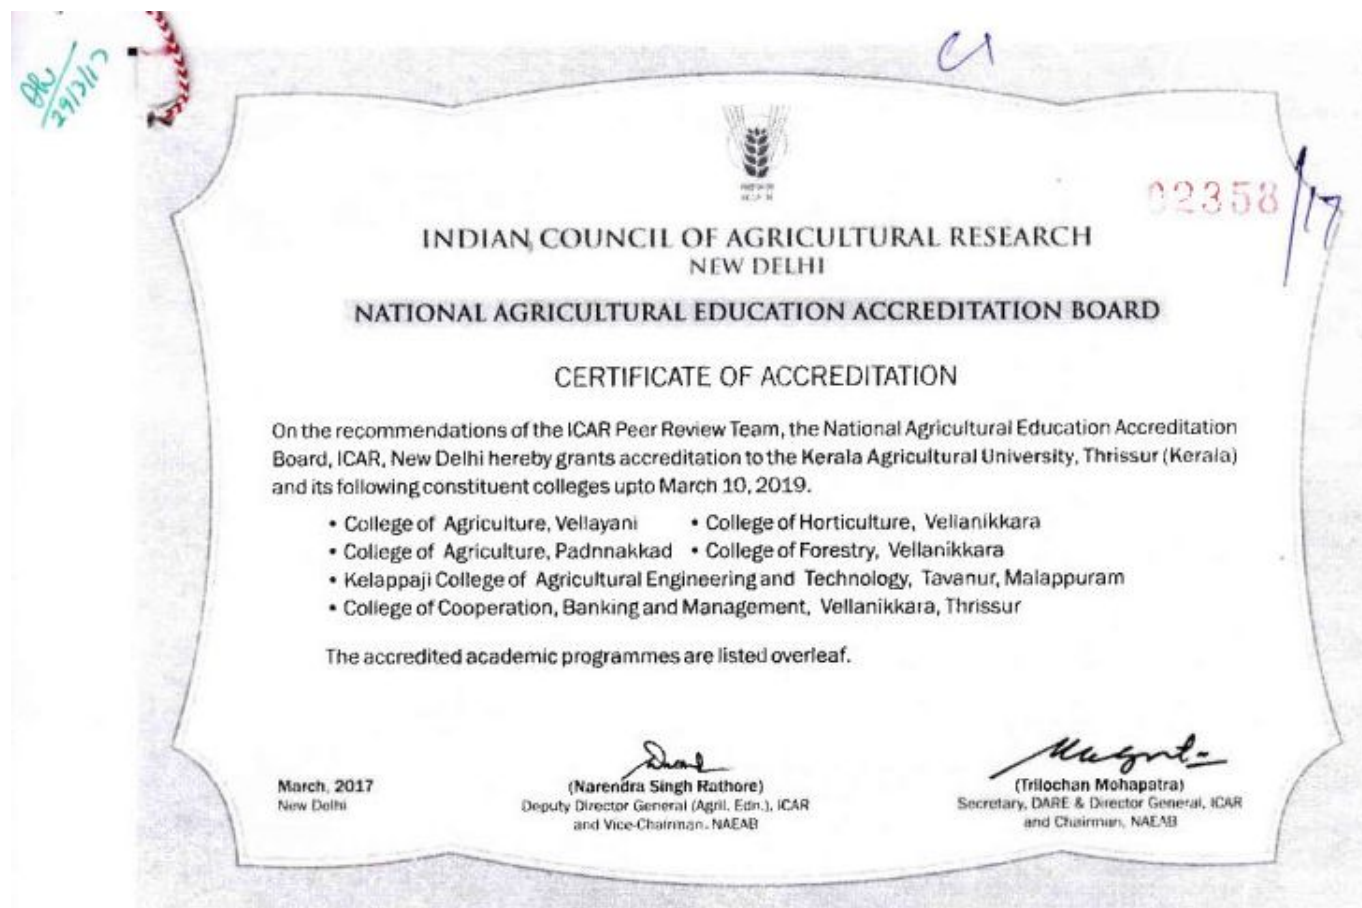 29/3/17
C1
02358/17
INDIAN COUNCIL OF AGRICULTURAL RESEARCH
NEW DELHI
NATIONAL AGRICULTURAL EDUCATION ACCREDITATION BOARD
CERTIFICATE OF ACCREDITATION
On the recommendations of the ICAR Peer Review Team, the National Agricultural Education Accreditation
Board, ICAR, New Delhi hereby grants accreditation to the Kerala Agricultural University, Thrissur (Kerala)
and its following constituent colleges upto March 10, 2019.
• College of Agriculture, Vellayani • College of Horticulture, Vellanikkara
• College of Agriculture, Padnnakkad • College of Forestry, Vellanikkara
• Kelappaji College of Agricultural Engineering and Technology, Tavanur, Malappuram
• College of Cooperation, Banking and Management, Vellanikkara, Thrissur
The accredited academic programmes are listed overleaf.
March, 2017
New Delhi
(Narendra Singh Rathore)
Deputy Director General (Agril. Edn.), ICAR
and Vice-Chairman, NAEAB
(Trilochan Mohapatra)
Secretary, DARE & Director General, ICAR
and Chairman, NAEAB